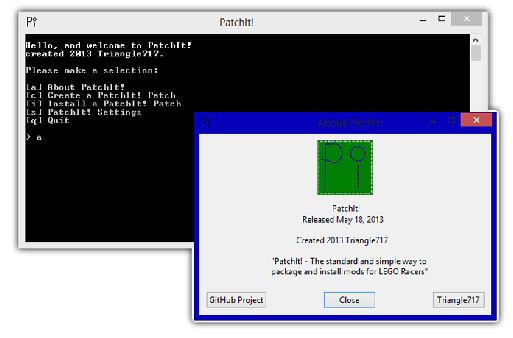 PatchIt!
Hello, and welcome to PatchIt!
created 2013 Triangle717.
Please make a selection:
[a] About PatchIt!
[c] Create a PatchIt! Patch
[i] Install a PatchIt! Patch
[s] PatchIt! Settings
[q] Quit
> a
About PatchIt!
Pi
PatchIt!
Released May 18, 2013
Created 2013 Triangle717
"PatchIt! - The standard and simple way to
package and install mods for LEGO Racers"
GitHub Project
Close
Triangle717